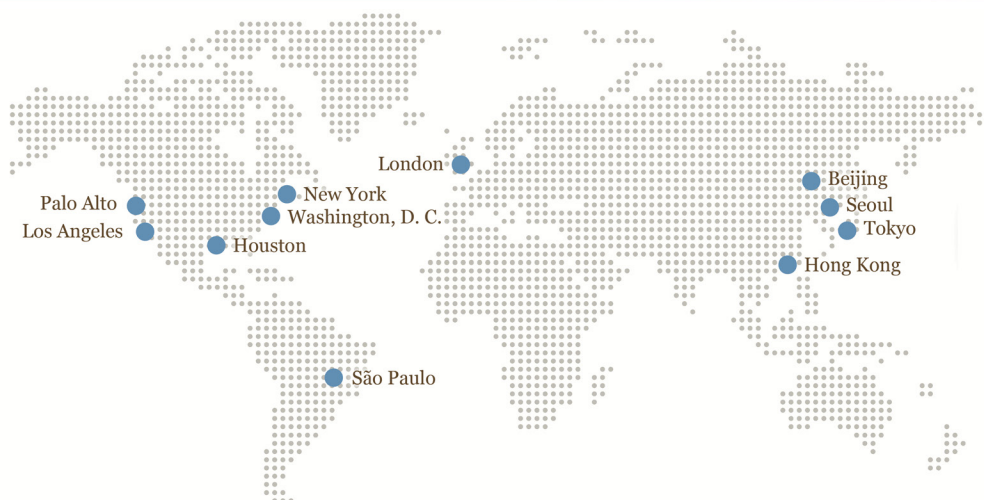 London
New York
Palo Alto
Washington, D. C.
Los Angeles
Houston
Beijing
Seoul
Tokyo
Hong Kong
São Paulo